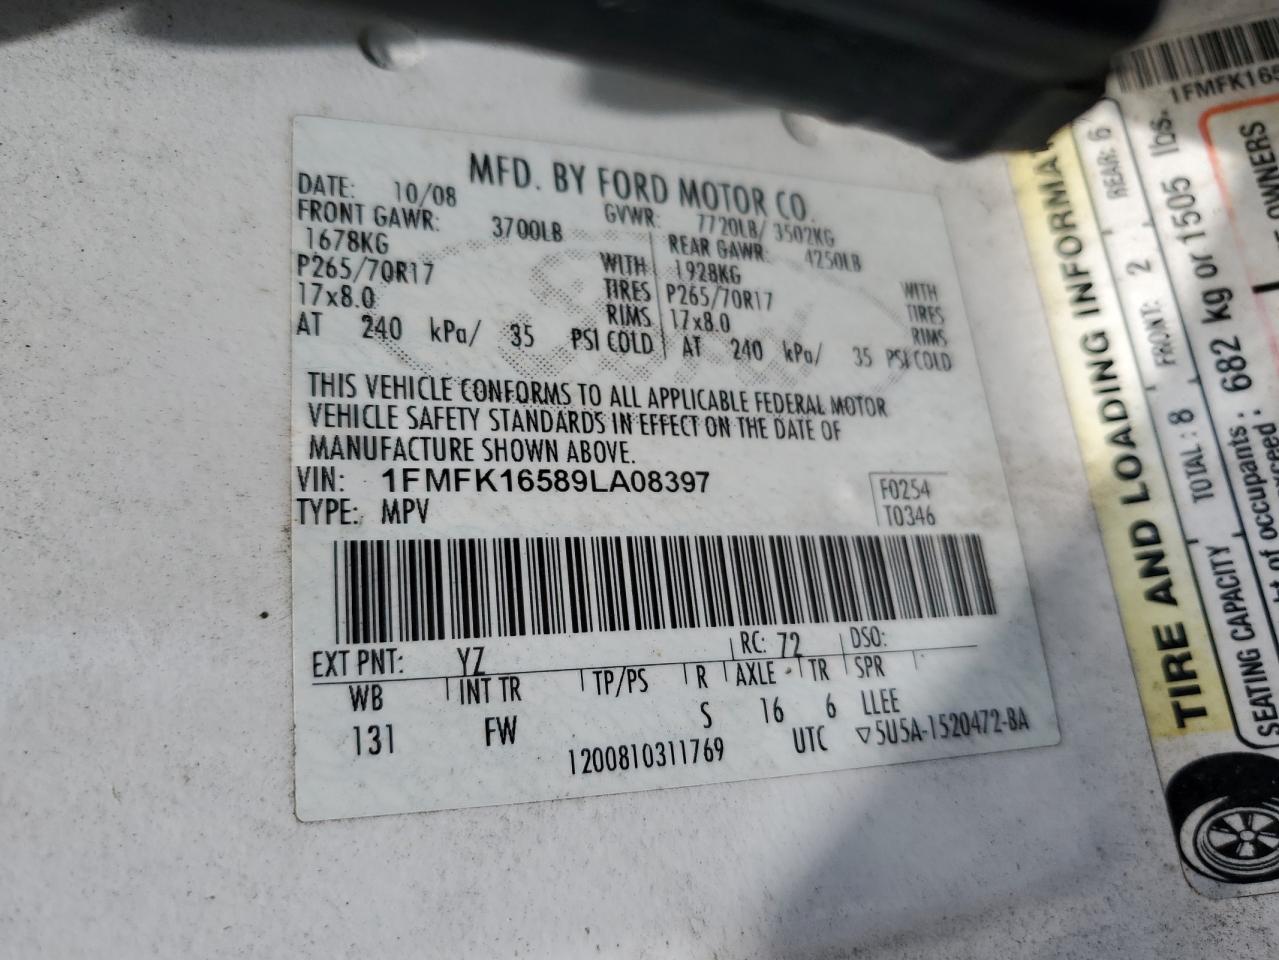 MFD. BY FORD MOTOR CO.
DATE: 10/08 GVWR: 7720LB/ 3502KG
FRONT GAWR: 3700LB REAR GAWR: 4250LB
1678KG WITH 1928KG WITH
P265/70R17 TIRES P265/70R17 TIRES
17x8.0 RIMS 17x8.0 RIMS
AT 240 kPa/ 35 PSI COLD AT 240 kPa/ 35 PSI COLD
THIS VEHICLE CONFORMS TO ALL APPLICABLE FEDERAL MOTOR
VEHICLE SAFETY STANDARDS IN EFFECT ON THE DATE OF
MANUFACTURE SHOWN ABOVE.
VIN: 1FMFK16589LA08397 F0254
TYPE: MPV T0346
EXT PNT: YZ RC: 72 DSO:
WB INT TR TP/PS R AXLE TR SPR
131 FW S 16 6 LLEE
1200810311769 UTC ▽5U5A-1520472-BA
TIRE AND LOADING
SEATING CAPACITY TOTAL: 8 FRONT: 2 REAR: 6
of occupants: 682 kg or 1505 lbs.
OWNERS